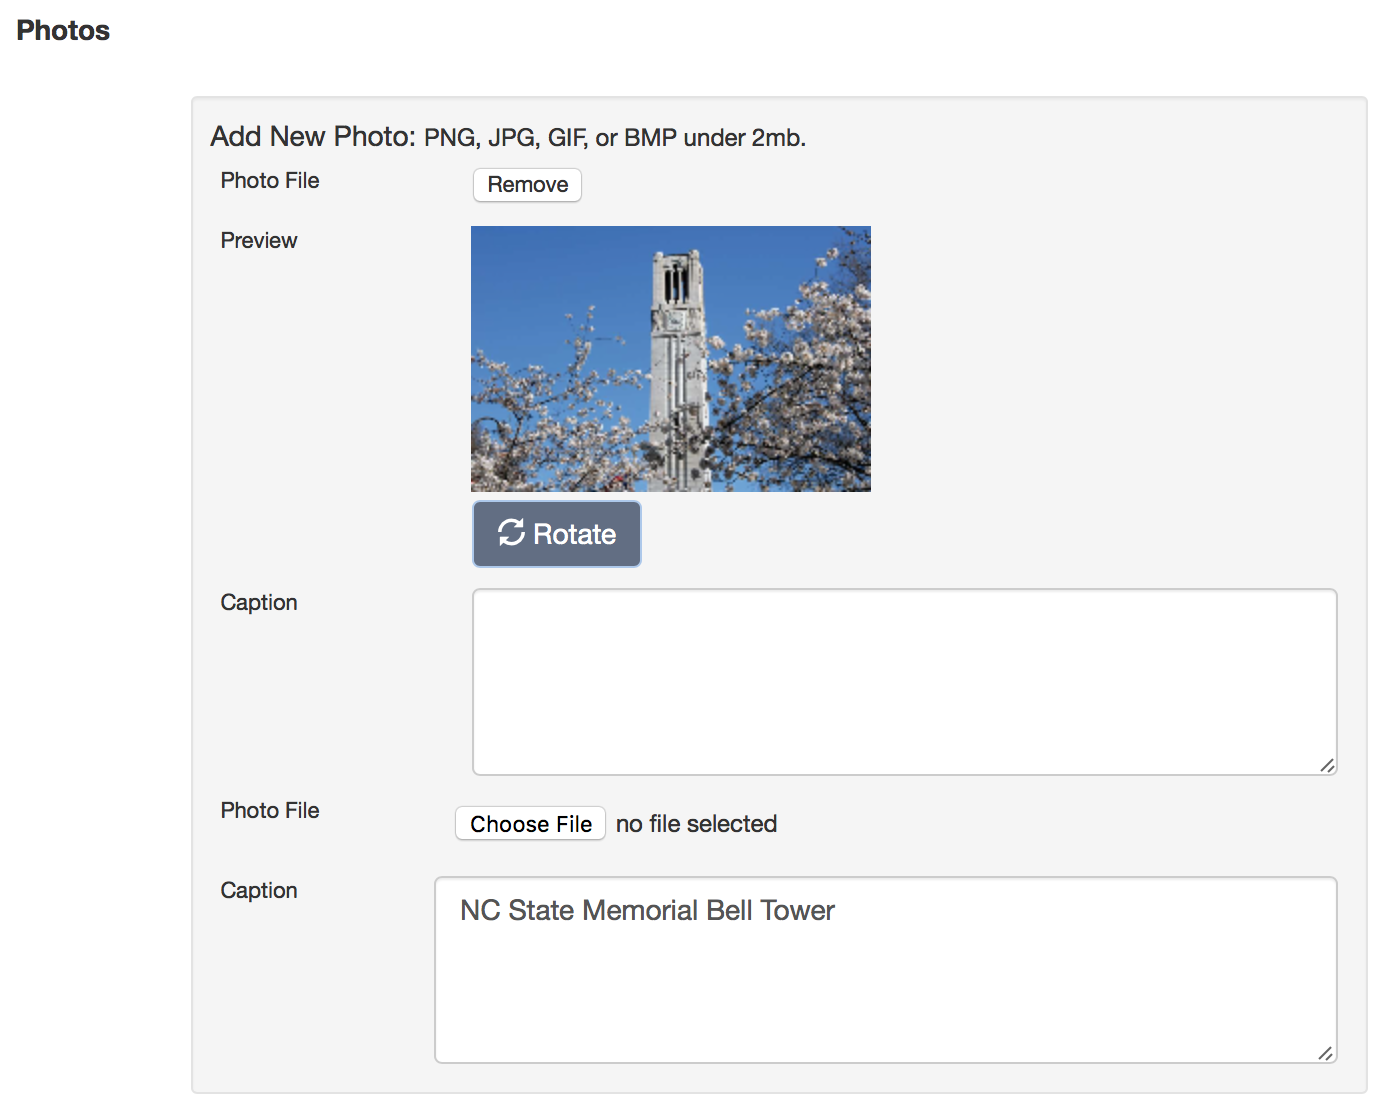 Photos
Add New Photo: PNG, JPG, GIF, or BMP under 2mb.
Photo File
Remove
Preview
Rotate
Caption
Photo File
Choose File no file selected
Caption
NC State Memorial Bell Tower